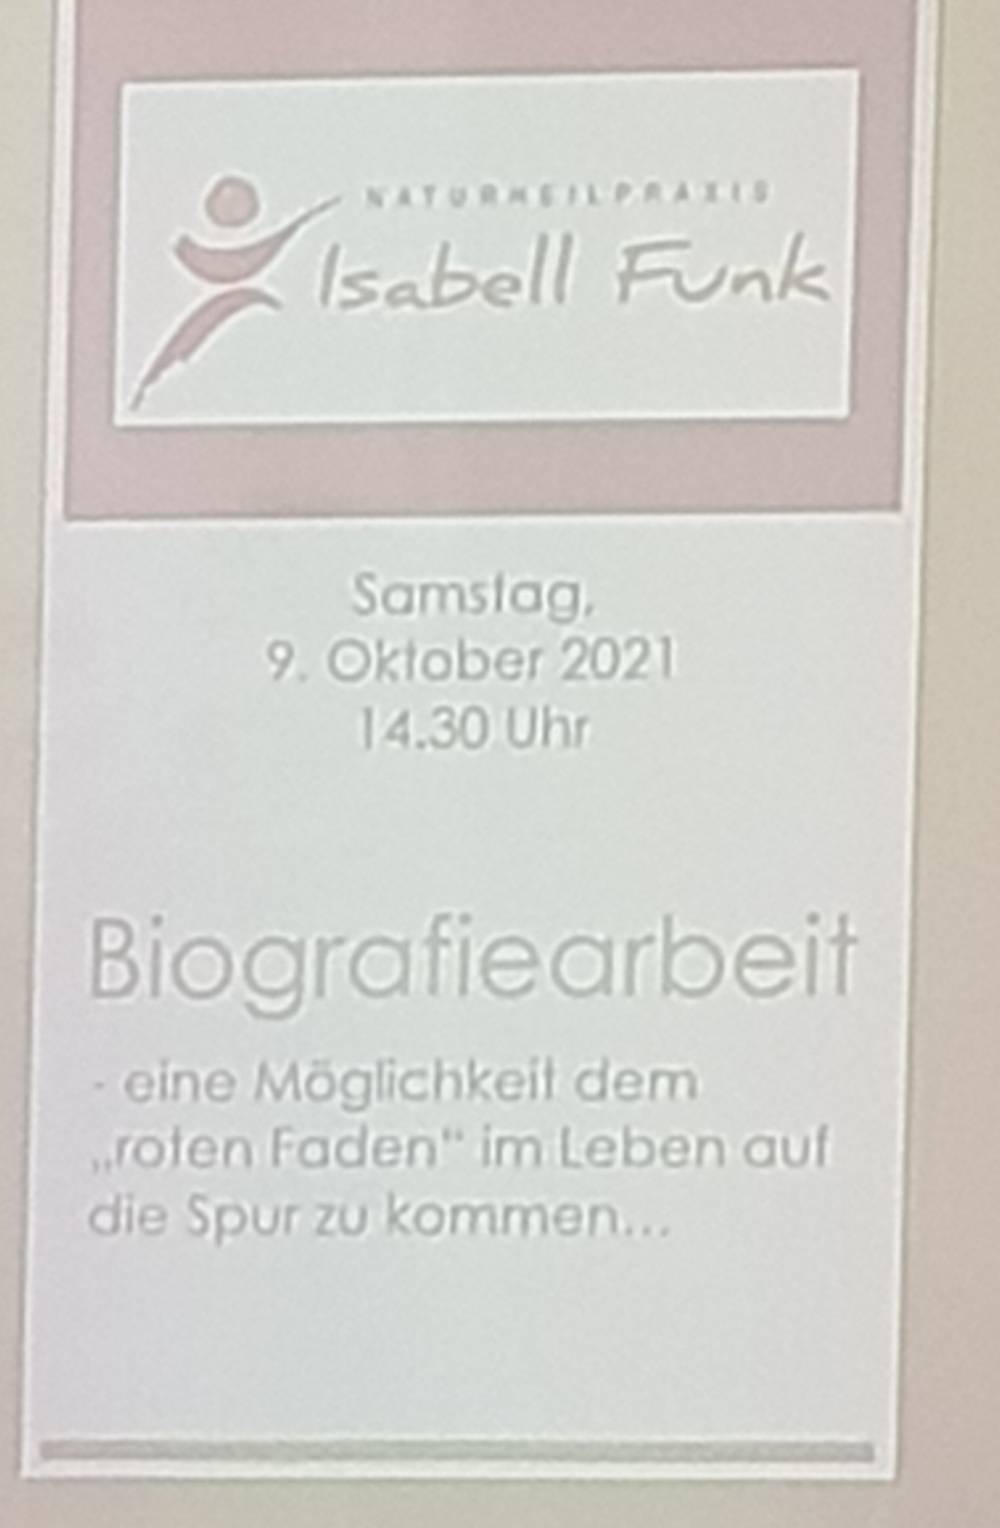 NATURHEILPRAXIS
Isabell Funk
Samstag,
9. Oktober 2021
14.30 Uhr
Biografiearbeit
- eine Möglichkeit dem
„roten Faden“ im Leben auf
die Spur zu kommen...